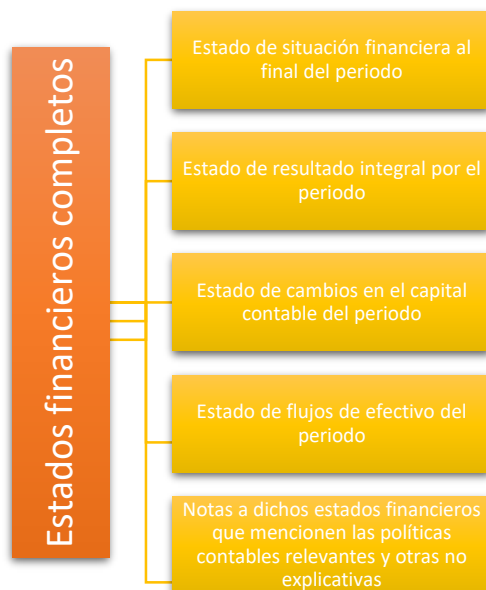 Estados financieros completos
Estado de situación financiera al
final del periodo
Estado de resultado integral por el
periodo
Estado de cambios en el capital
contable del periodo
Estado de flujos de efectivo del
periodo
Notas a dichos estados financieros
que mencionen las políticas
contables relevantes y otras no
explicativas